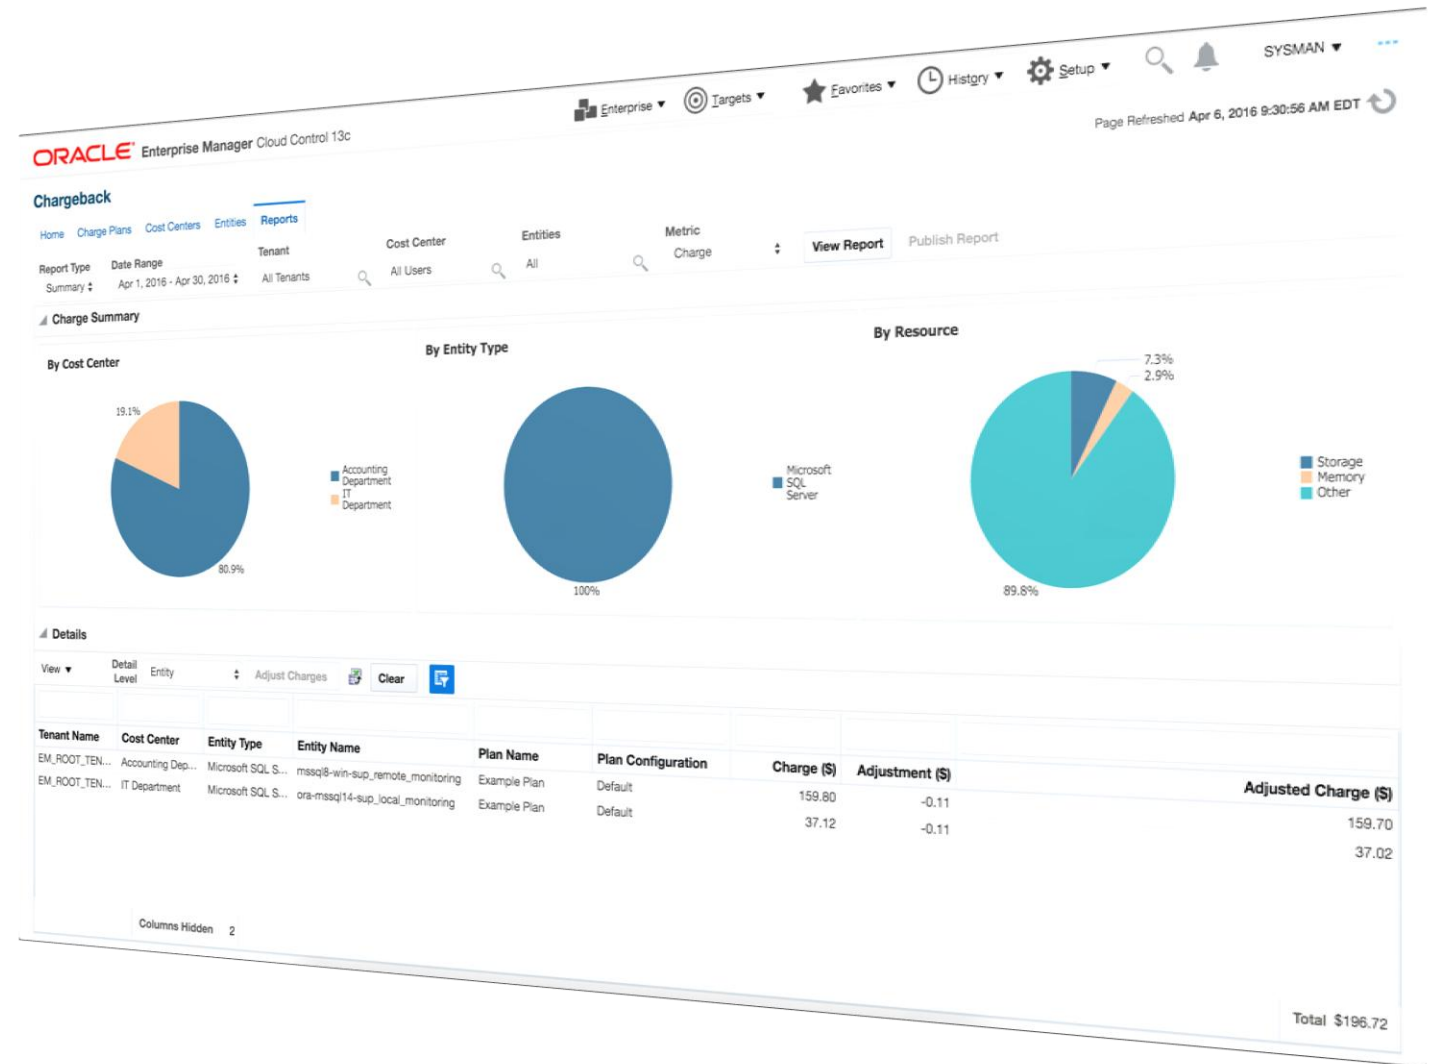 Enterprise ▼ Targets ▼ Favorites ▼ History ▼ Setup ▼ SYSMAN ▼ ...
ORACLE Enterprise Manager Cloud Control 13c
Page Refreshed Apr 6, 2016 9:30:56 AM EDT
Chargeback
Home Charge Plans Cost Centers Entities Reports
Report Type Date Range Tenant Cost Center Entities Metric
Summary Apr 1, 2016 - Apr 30, 2016 All Tenants All Users All Charge View Report Publish Report
Charge Summary
By Cost Center
19.1%
80.9%
Accounting
Department
IT
Department
By Entity Type
100%
Microsoft
SQL
Server
By Resource
7.3%
2.9%
89.8%
Storage
Memory
Other
Details
View ▼ Detail Level Entity Adjust Charges Clear
Tenant Name Cost Center Entity Type Entity Name Plan Name Plan Configuration Charge ($) Adjustment ($) Adjusted Charge ($)
EM_ROOT_TEN... Accounting Dep... Microsoft SQL S... mssql8-win-sup_remote_monitoring Example Plan Default 159.80 -0.11 159.70
EM_ROOT_TEN... IT Department Microsoft SQL S... ora-mssql14-sup_local_monitoring Example Plan Default 37.12 -0.11 37.02
Columns Hidden 2
Total $196.72